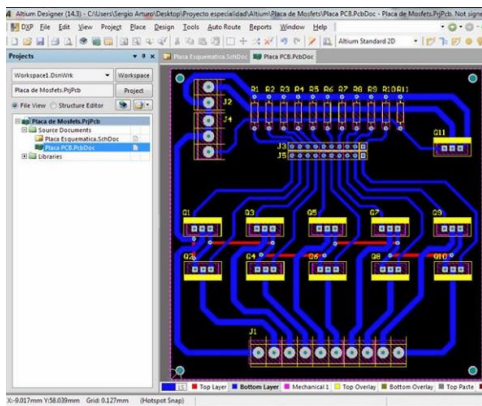 Altium Designer (14.3) - C:\Users\Sergio Arturo\Desktop\Proyecto especialidad\Altium\Placa de Mosfets\Placa PCB.PcbDoc - Placa de Mosfets.PrjPcb. Not signe
DXP File Edit View Project Place Design Tools Auto Route Reports Window Help
Altium Standard 2D
Projects
Placa Esquematica.SchDoc Placa PCB.PcbDoc
Workspace1.DsnWrk Workspace
Placa de Mosfets.PrjPcb Project
File View Structure Editor
Placa de Mosfets.PrjPcb
Source Documents
Placa Esquematica.SchDoc
Placa PCB.PcbDoc
Libraries
J2
J4
R1 R2 R3 R4 R5 R6 R7 R8 R9 R10 R11
Q11
J3
J5
Q1 Q3 Q5 Q7 Q9
Q2 Q4 Q6 Q8 Q10
J1
LS Top Layer Bottom Layer Mechanical 1 Top Overlay Bottom Overlay Top Paste
X:-9.017mm Y:58.039mm Grid: 0.127mm (Hotspot Snap)